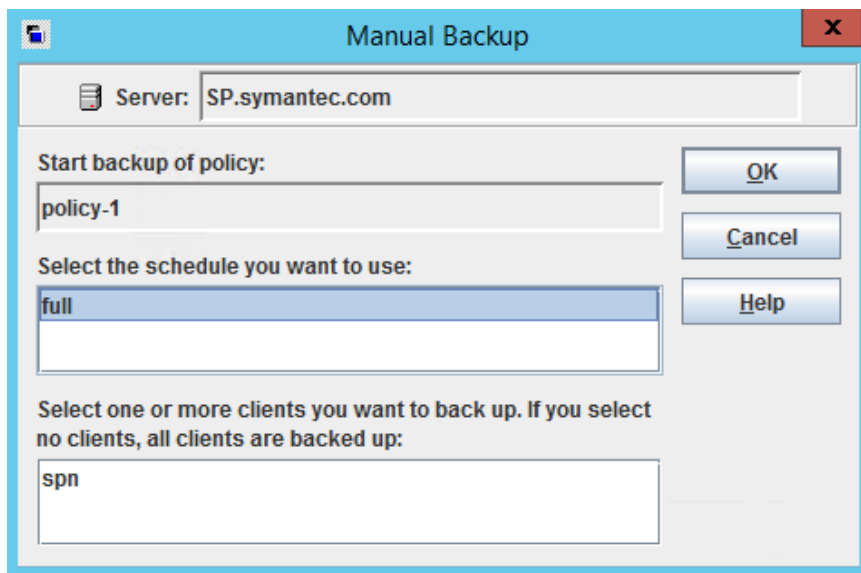 Manual Backup
x
Server: SP.symantec.com
Start backup of policy:
OK
policy-1
Cancel
Select the schedule you want to use:
full
Help
Select one or more clients you want to back up. If you select
no clients, all clients are backed up:
spn